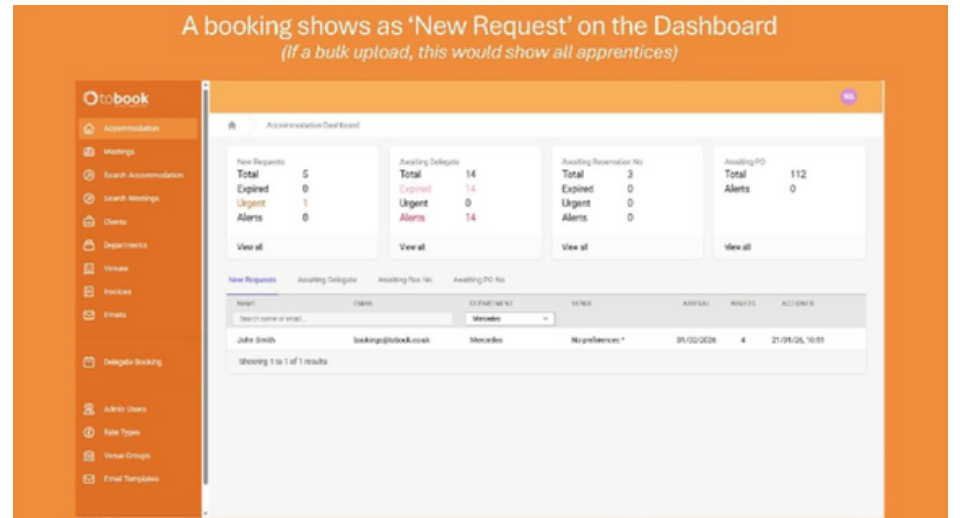 A booking shows as ‘New Request’ on the Dashboard
(If a bulk upload, this would show all apprentices)
tobook
Accommodation
Meetings
Search Accommodation
Search Meetings
Clients
Departments
Venues
Invoices
Emails
Delegate Booking
Admin Users
Rate Types
Venue Groups
Email Templates
Accommodation Dashboard
New Requests
Total 5
Expired 0
Urgent 1
Alerts 0
View all
Awaiting Delegate
Total 14
Expired 14
Urgent 0
Alerts 14
View all
Awaiting Reservation No
Total 3
Expired 0
Urgent 0
Alerts 0
View all
Awaiting PO
Total 112
Alerts 0
View all
New Requests Awaiting Delegate Awaiting Res No Awaiting PO No
NAME EMAIL DEPARTMENT VENUE ARRIVAL NIGHTS ACTIONED
Search name or email... Mercedes
John Smith bookings@tobook.co.uk Mercedes No preferences * 01/02/2026 4 21/01/26, 10:51
Showing 1 to 1 of 1 results